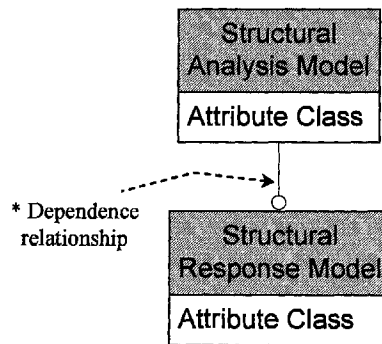 Structural
Analysis Model
Attribute Class
* Dependence
relationship
Structural
Response Model
Attribute Class